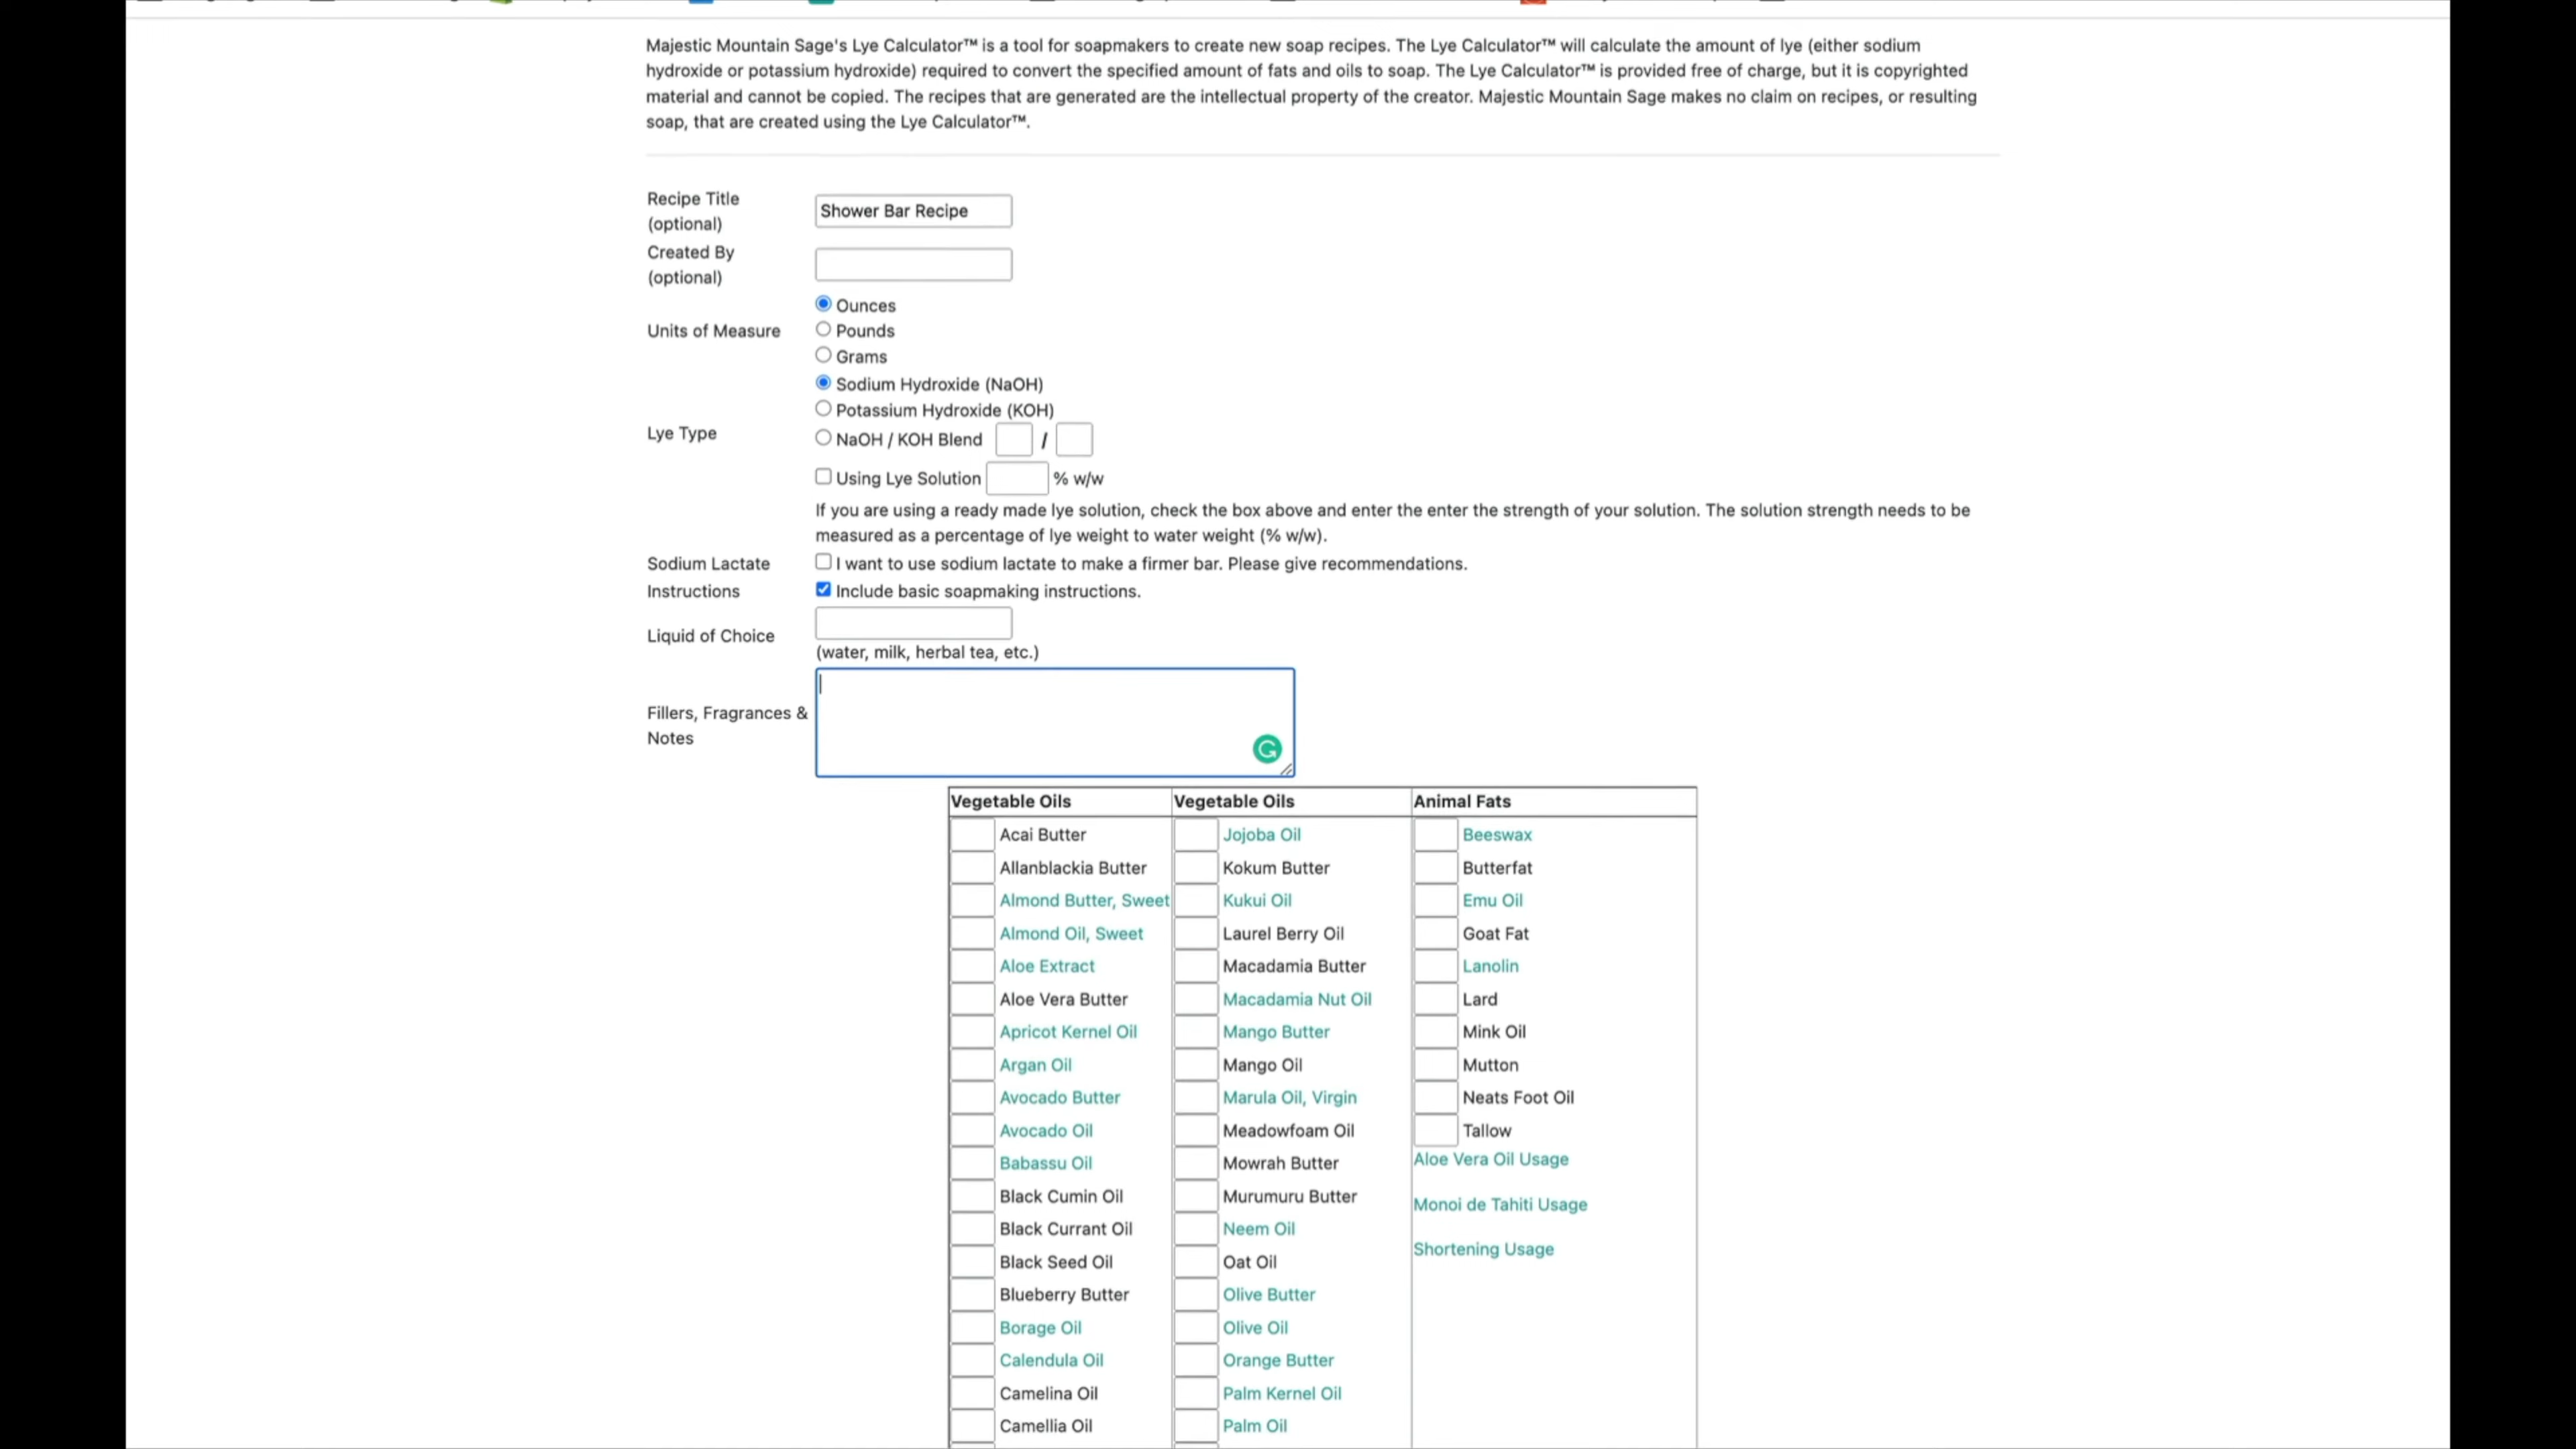 Majestic Mountain Sage's Lye Calculator™ is a tool for soapmakers to create new soap recipes. The Lye Calculator™ will calculate the amount of lye (either sodium
hydroxide or potassium hydroxide) required to convert the specified amount of fats and oils to soap. The Lye Calculator™ is provided free of charge, but it is copyrighted
material and cannot be copied. The recipes that are generated are the intellectual property of the creator. Majestic Mountain Sage makes no claim on recipes, or resulting
soap, that are created using the Lye Calculator™.
Recipe Title
(optional)
Shower Bar Recipe
Created By
(optional)
Units of Measure
Ounces
Pounds
Grams
Lye Type
Sodium Hydroxide (NaOH)
Potassium Hydroxide (KOH)
NaOH / KOH Blend /
Using Lye Solution % w/w
If you are using a ready made lye solution, check the box above and enter the enter the strength of your solution. The solution strength needs to be
measured as a percentage of lye weight to water weight (% w/w).
Sodium Lactate I want to use sodium lactate to make a firmer bar. Please give recommendations.
Instructions Include basic soapmaking instructions.
Liquid of Choice
(water, milk, herbal tea, etc.)
Fillers, Fragrances &
Notes
Vegetable Oils Vegetable Oils Animal Fats
Acai Butter Jojoba Oil Beeswax
Allanblackia Butter Kokum Butter Butterfat
Almond Butter, Sweet Kukui Oil Emu Oil
Almond Oil, Sweet Laurel Berry Oil Goat Fat
Aloe Extract Macadamia Butter Lanolin
Aloe Vera Butter Macadamia Nut Oil Lard
Apricot Kernel Oil Mango Butter Mink Oil
Argan Oil Mango Oil Mutton
Avocado Butter Marula Oil, Virgin Neats Foot Oil
Avocado Oil Meadowfoam Oil Tallow
Babassu Oil Mowrah Butter Aloe Vera Oil Usage
Black Cumin Oil Murumuru Butter Monoi de Tahiti Usage
Black Currant Oil Neem Oil
Black Seed Oil Oat Oil Shortening Usage
Blueberry Butter Olive Butter
Borage Oil Olive Oil
Calendula Oil Orange Butter
Camelina Oil Palm Kernel Oil
Camellia Oil Palm Oil